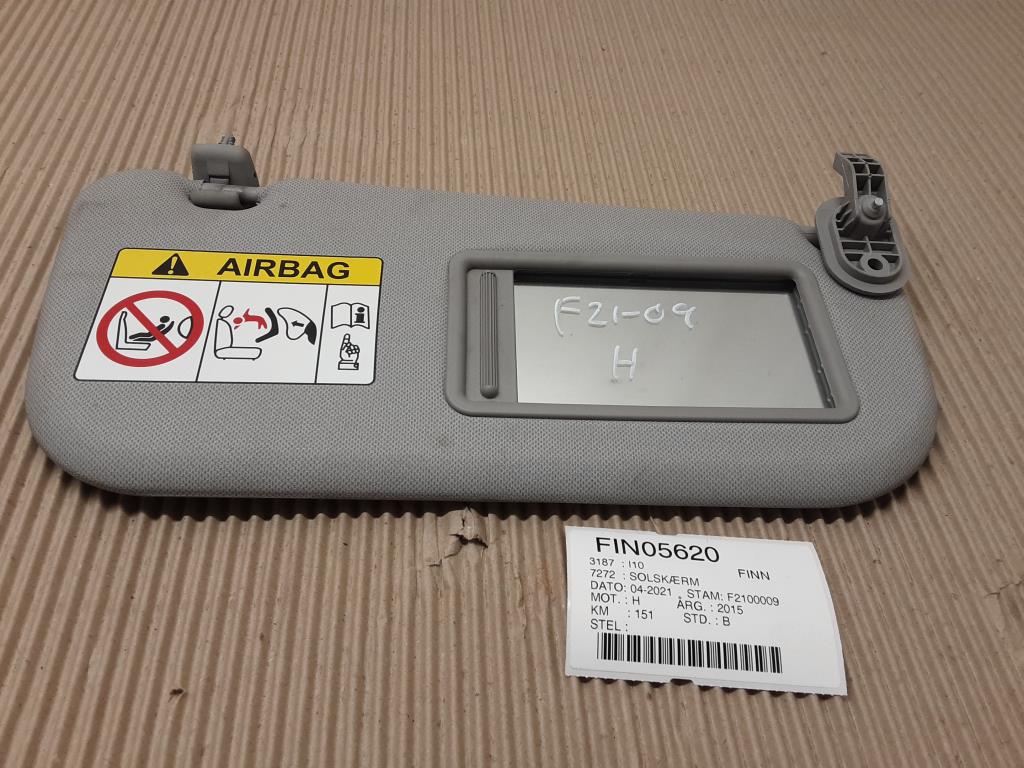 AIRBAG
F21-09
H
FIN05620
3187 : I10 FINN
7272 : SOLSKÆRM
DATO: 04-2021 , STAM: F2100009
MOT. : H ÅRG. : 2015
KM : 151 STD. : B
STEL :